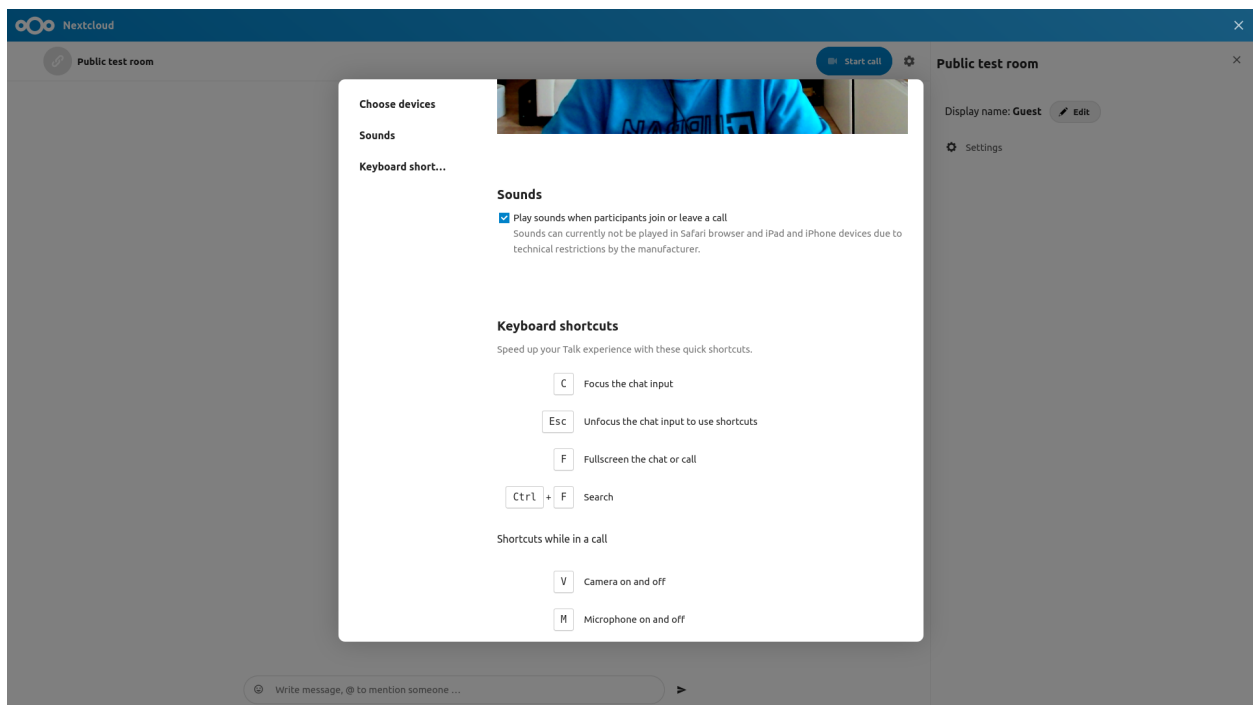 Nextcloud
Public test room
Start call
Public test room
Display name: Guest
Edit
Settings
Choose devices
Sounds
Keyboard short…
Sounds
Play sounds when participants join or leave a call
Sounds can currently not be played in Safari browser and iPad and iPhone devices due to
technical restrictions by the manufacturer.
Keyboard shortcuts
Speed up your Talk experience with these quick shortcuts.
C Focus the chat input
Esc Unfocus the chat input to use shortcuts
F Fullscreen the chat or call
Ctrl + F Search
Shortcuts while in a call
V Camera on and off
M Microphone on and off
Write message, @ to mention someone …